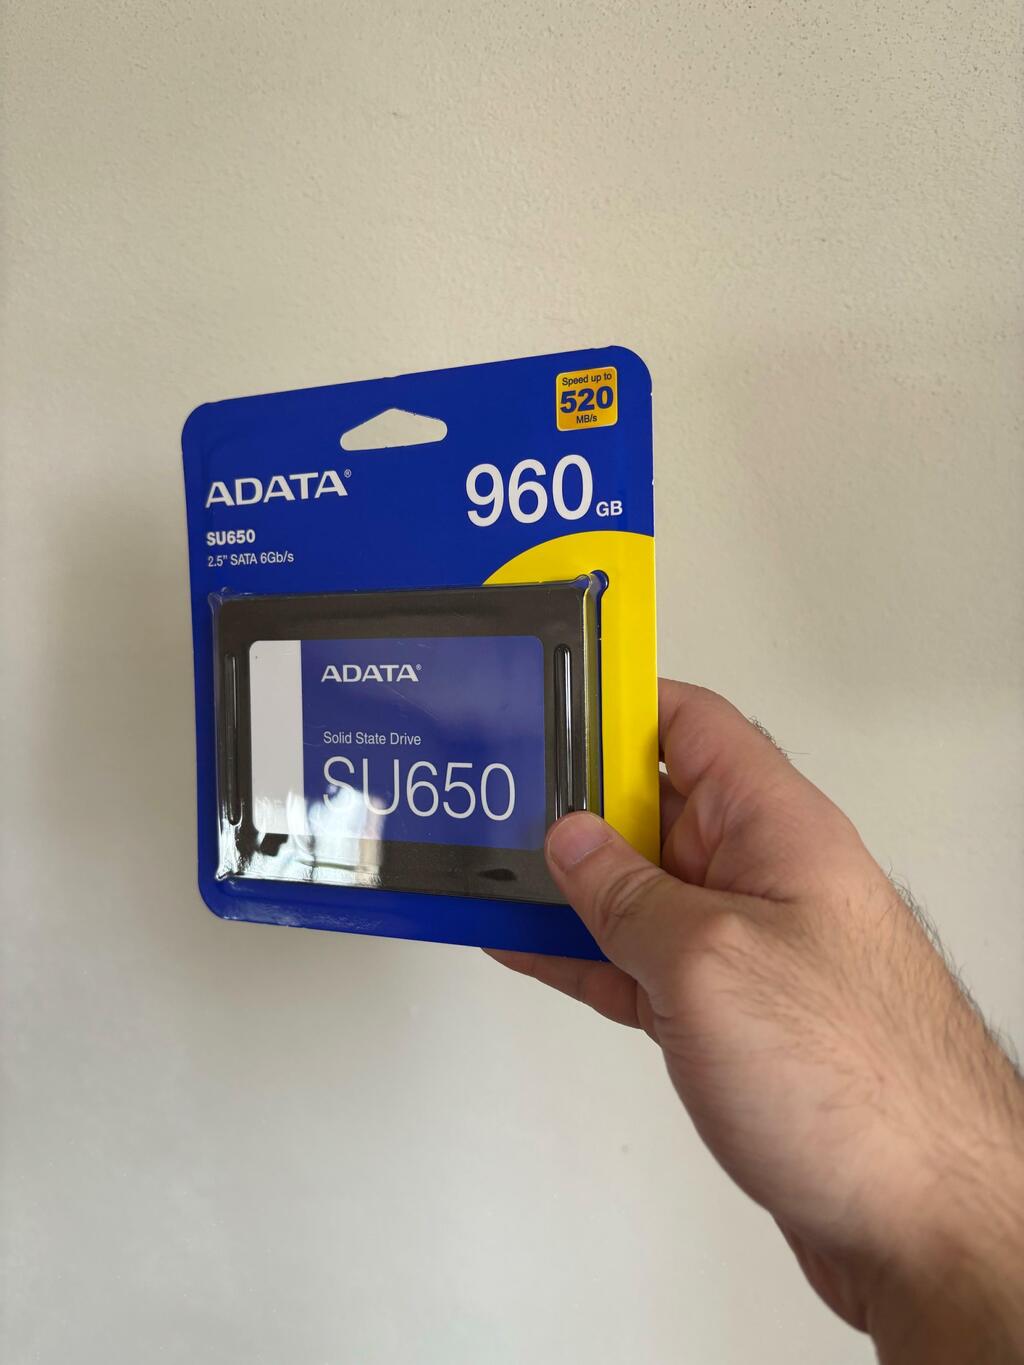 Speed up to
520
MB/s
ADATA®
960 GB
SU650
2.5" SATA 6Gb/s
ADATA®
Solid State Drive
SU650